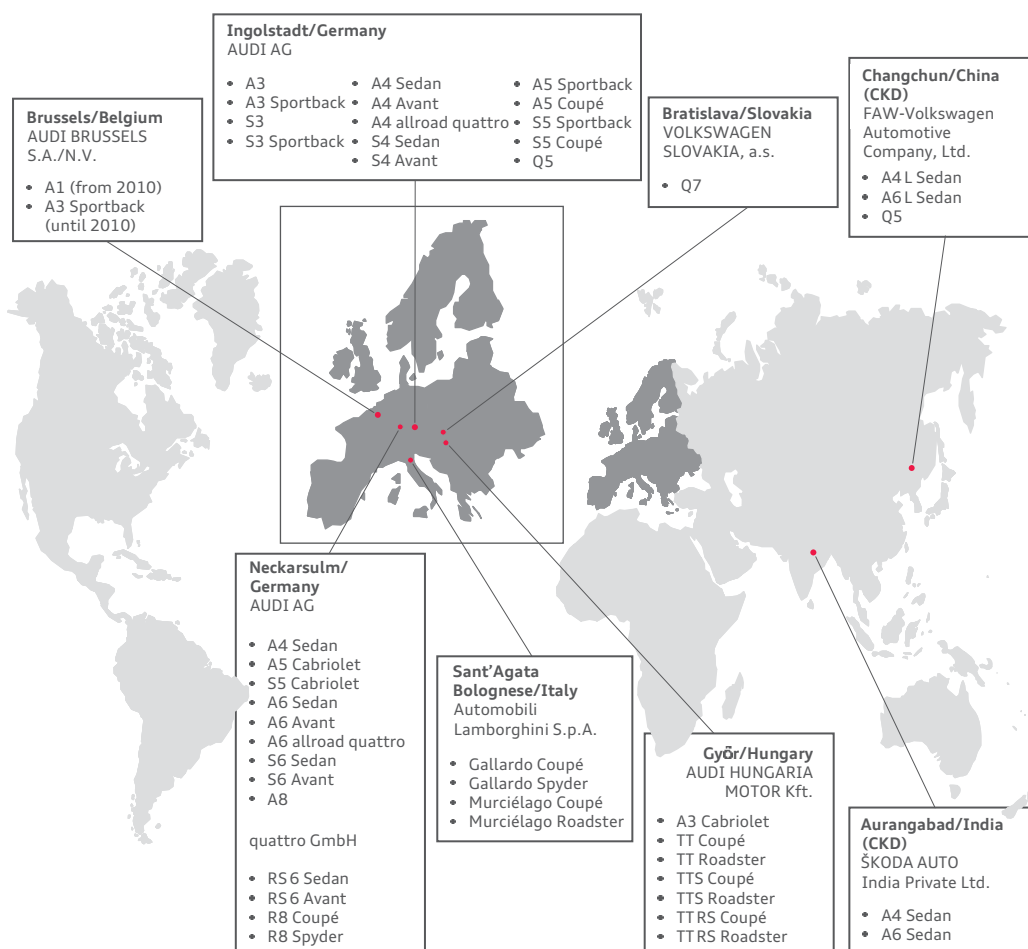 Ingolstadt/Germany
AUDI AG
• A3
• A3 Sportback
• S3
• S3 Sportback
• A4 Sedan
• A4 Avant
• A4 allroad quattro
• S4 Sedan
• S4 Avant
• A5 Sportback
• A5 Coupé
• S5 Sportback
• S5 Coupé
• Q5
Brussels/Belgium
AUDI BRUSSELS
S.A./N.V.
• A1 (from 2010)
• A3 Sportback
(until 2010)
Bratislava/Slovakia
VOLKSWAGEN
SLOVAKIA, a.s.
• Q7
Changchun/China
(CKD)
FAW-Volkswagen
Automotive
Company, Ltd.
• A4 L Sedan
• A6 L Sedan
• Q5
Neckarsulm/
Germany
AUDI AG
• A4 Sedan
• A5 Cabriolet
• S5 Cabriolet
• A6 Sedan
• A6 Avant
• A6 allroad quattro
• S6 Sedan
• S6 Avant
• A8
quattro GmbH
• RS 6 Sedan
• RS 6 Avant
• R8 Coupé
• R8 Spyder
Sant’Agata
Bolognese/Italy
Automobili
Lamborghini S.p.A.
• Gallardo Coupé
• Gallardo Spyder
• Murciélago Coupé
• Murciélago Roadster
Győr/Hungary
AUDI HUNGARIA
MOTOR Kft.
• A3 Cabriolet
• TT Coupé
• TT Roadster
• TTS Coupé
• TTS Roadster
• TT RS Coupé
• TT RS Roadster
Aurangabad/India
(CKD)
ŠKODA AUTO
India Private Ltd.
• A4 Sedan
• A6 Sedan